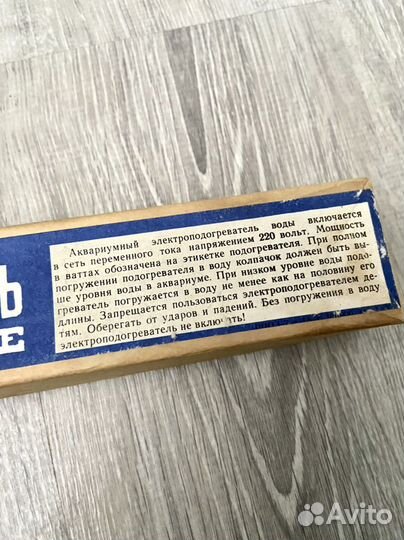 Ь
Е
Аквариумный электроподогреватель воды включается
в сеть переменного тока напряжением 220 вольт. Мощность
в ваттах обозначена на этикетке подогревателя. При полном
погружении подогревателя в воду колпачок должен быть вы-
ше уровня воды в аквариуме. При низком уровне воды подо-
греватель погружается в воду не менее как на половину его
длины. Запрещается пользоваться электроподогревателем де-
тям. Оберегать от ударов и падений. Без погружения в воду
электроподогреватель не включать!
Avito